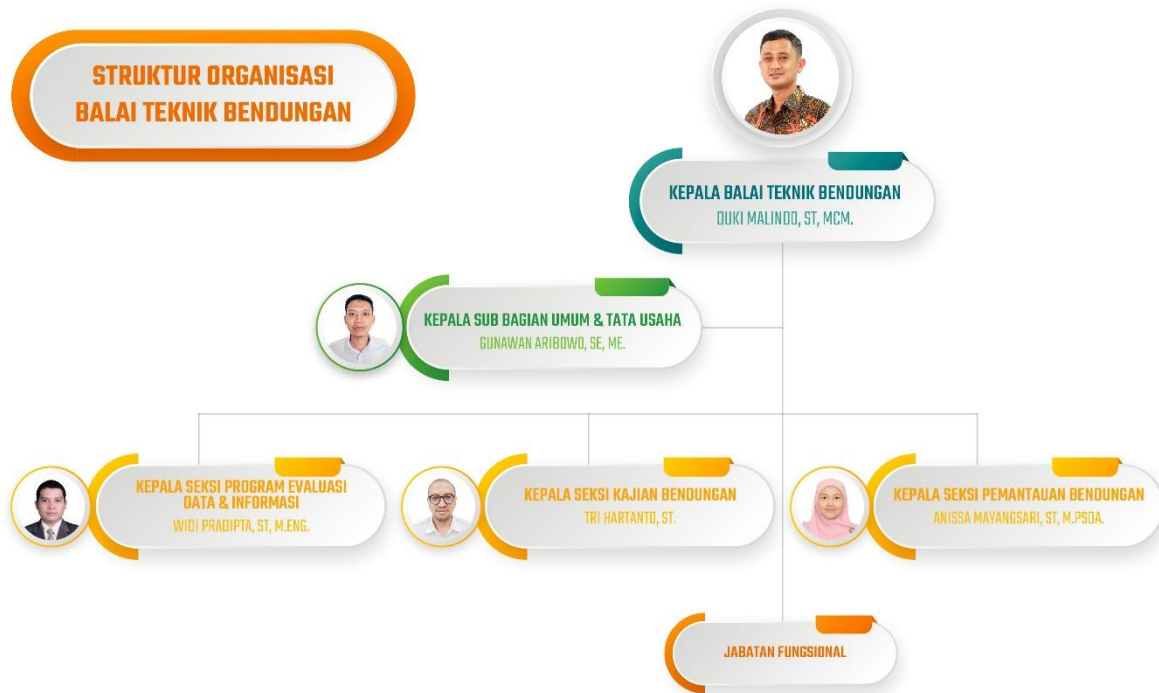 STRUKTUR ORGANISASI
BALAI TEKNIK BENDUNGAN
KEPALA BALAI TEKNIK BENDUNGAN
DUKI MALINDO, ST, MCM.
KEPALA SUB BAGIAN UMUM & TATA USAHA
GUNAWAN ARIBOWO, SE, ME.
KEPALA SEKSI PROGRAM EVALUASI
DATA & INFORMASI
WIDI PRADIPTA, ST, M.ENG.
KEPALA SEKSI KAJIAN BENDUNGAN
TRI HARTANTO, ST.
KEPALA SEKSI PEMANTAUAN BENDUNGAN
ANISSA MAYANGSARI, ST, M.PSDA.
JABATAN FUNGSIONAL